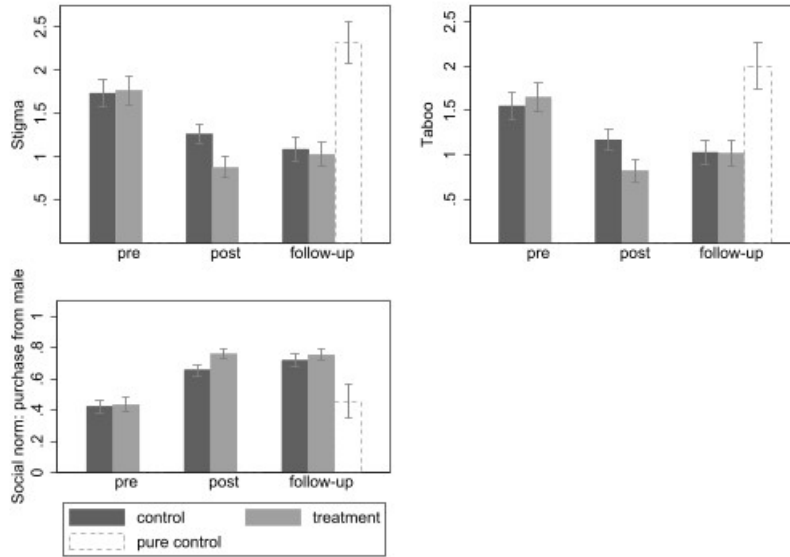 Stigma
2.5
2
1.5
1
.5
pre
post
follow-up
Taboo
2.5
2
1.5
1
.5
pre
post
follow-up
Social norm: purchase from male
1
.8
.6
.4
.2
0
pre
post
follow-up
control
treatment
pure control